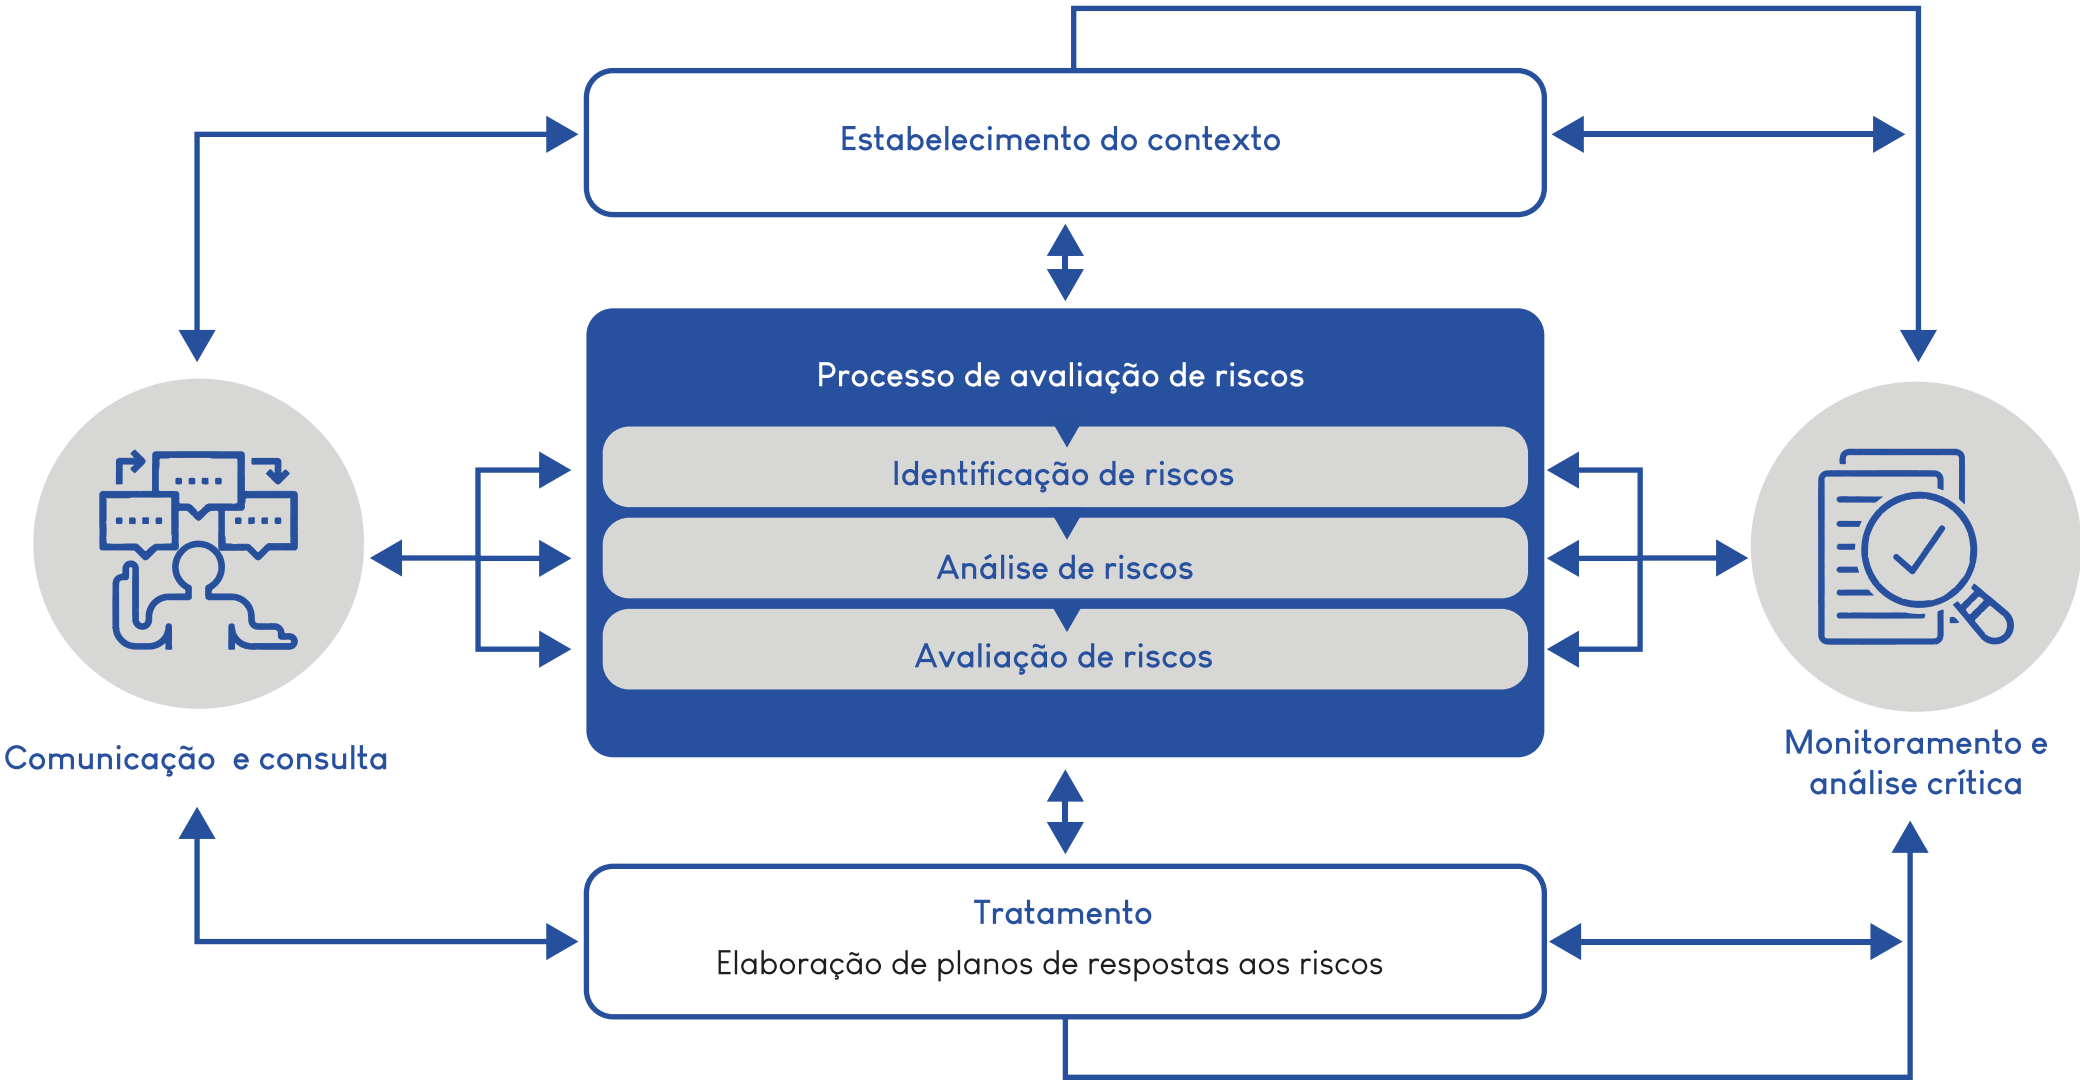 Estabelecimento do contexto
Processo de avaliação de riscos
Identificação de riscos
Análise de riscos
Avaliação de riscos
Comunicação e consulta
Monitoramento e
análise crítica
Tratamento
Elaboração de planos de respostas aos riscos